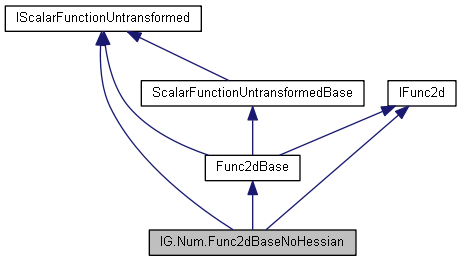 IScalarFunctionUntransformed
ScalarFunctionUntransformedBase
IFunc2d
Func2dBase
IG.Num.Func2dBaseNoHessian